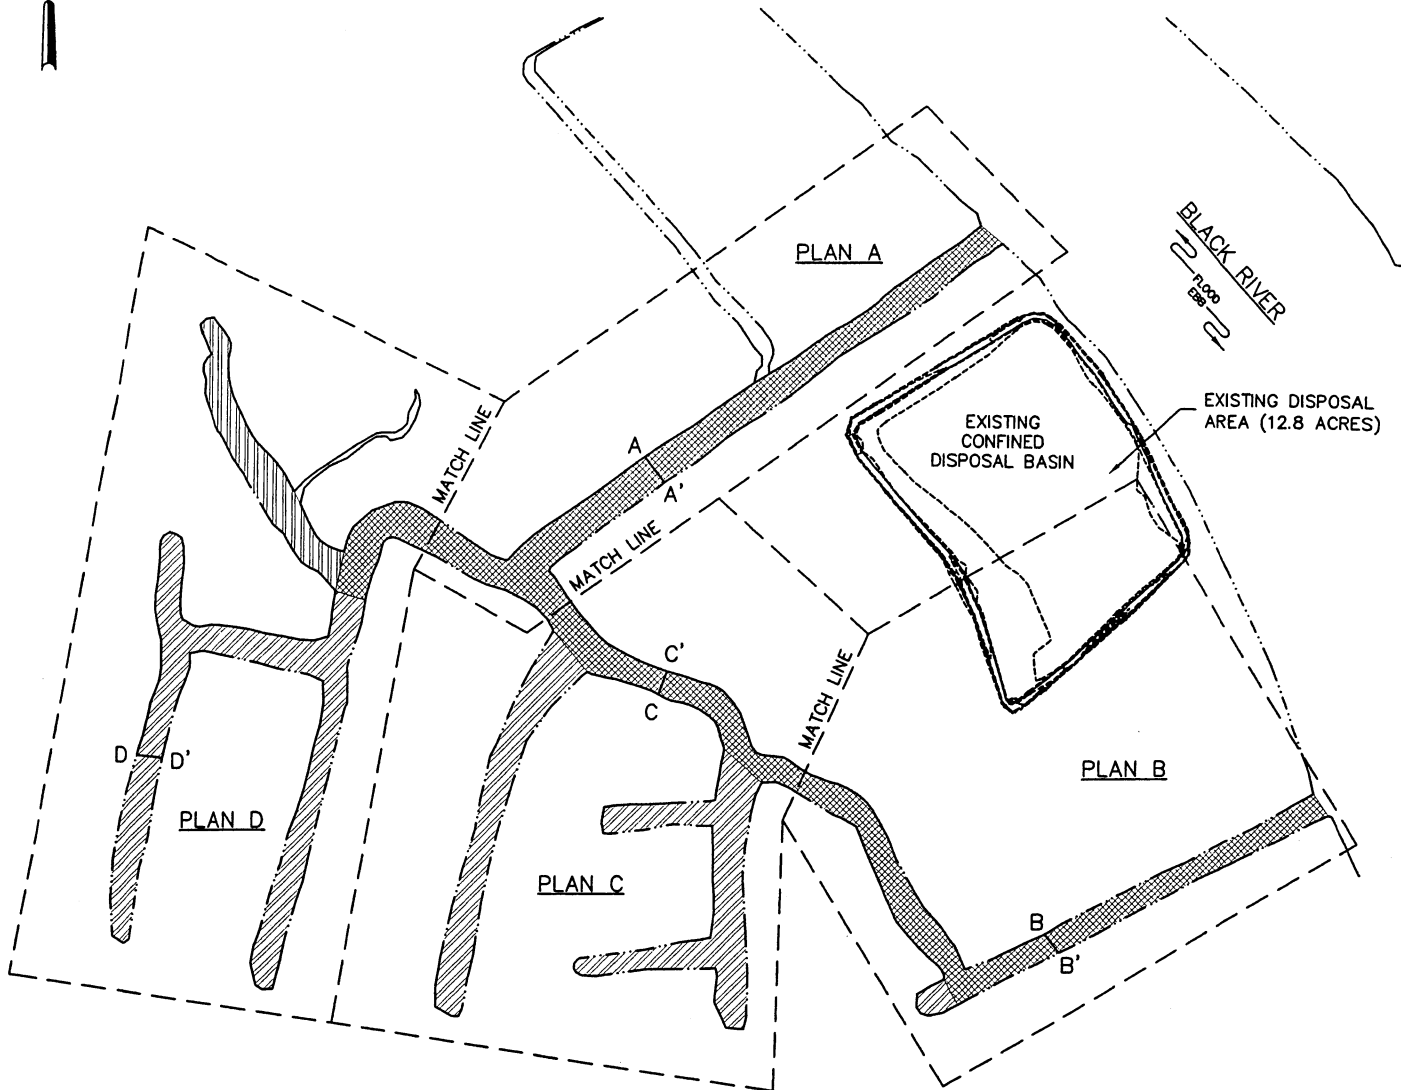 BLACK RIVER
FLOOD
EBB
PLAN A
EXISTING DISPOSAL
AREA (12.8 ACRES)
EXISTING
CONFINED
DISPOSAL BASIN
MATCH LINE
A
A'
MATCH LINE
C'
C
MATCH LINE
D
D'
PLAN B
PLAN D
PLAN C
B
B'